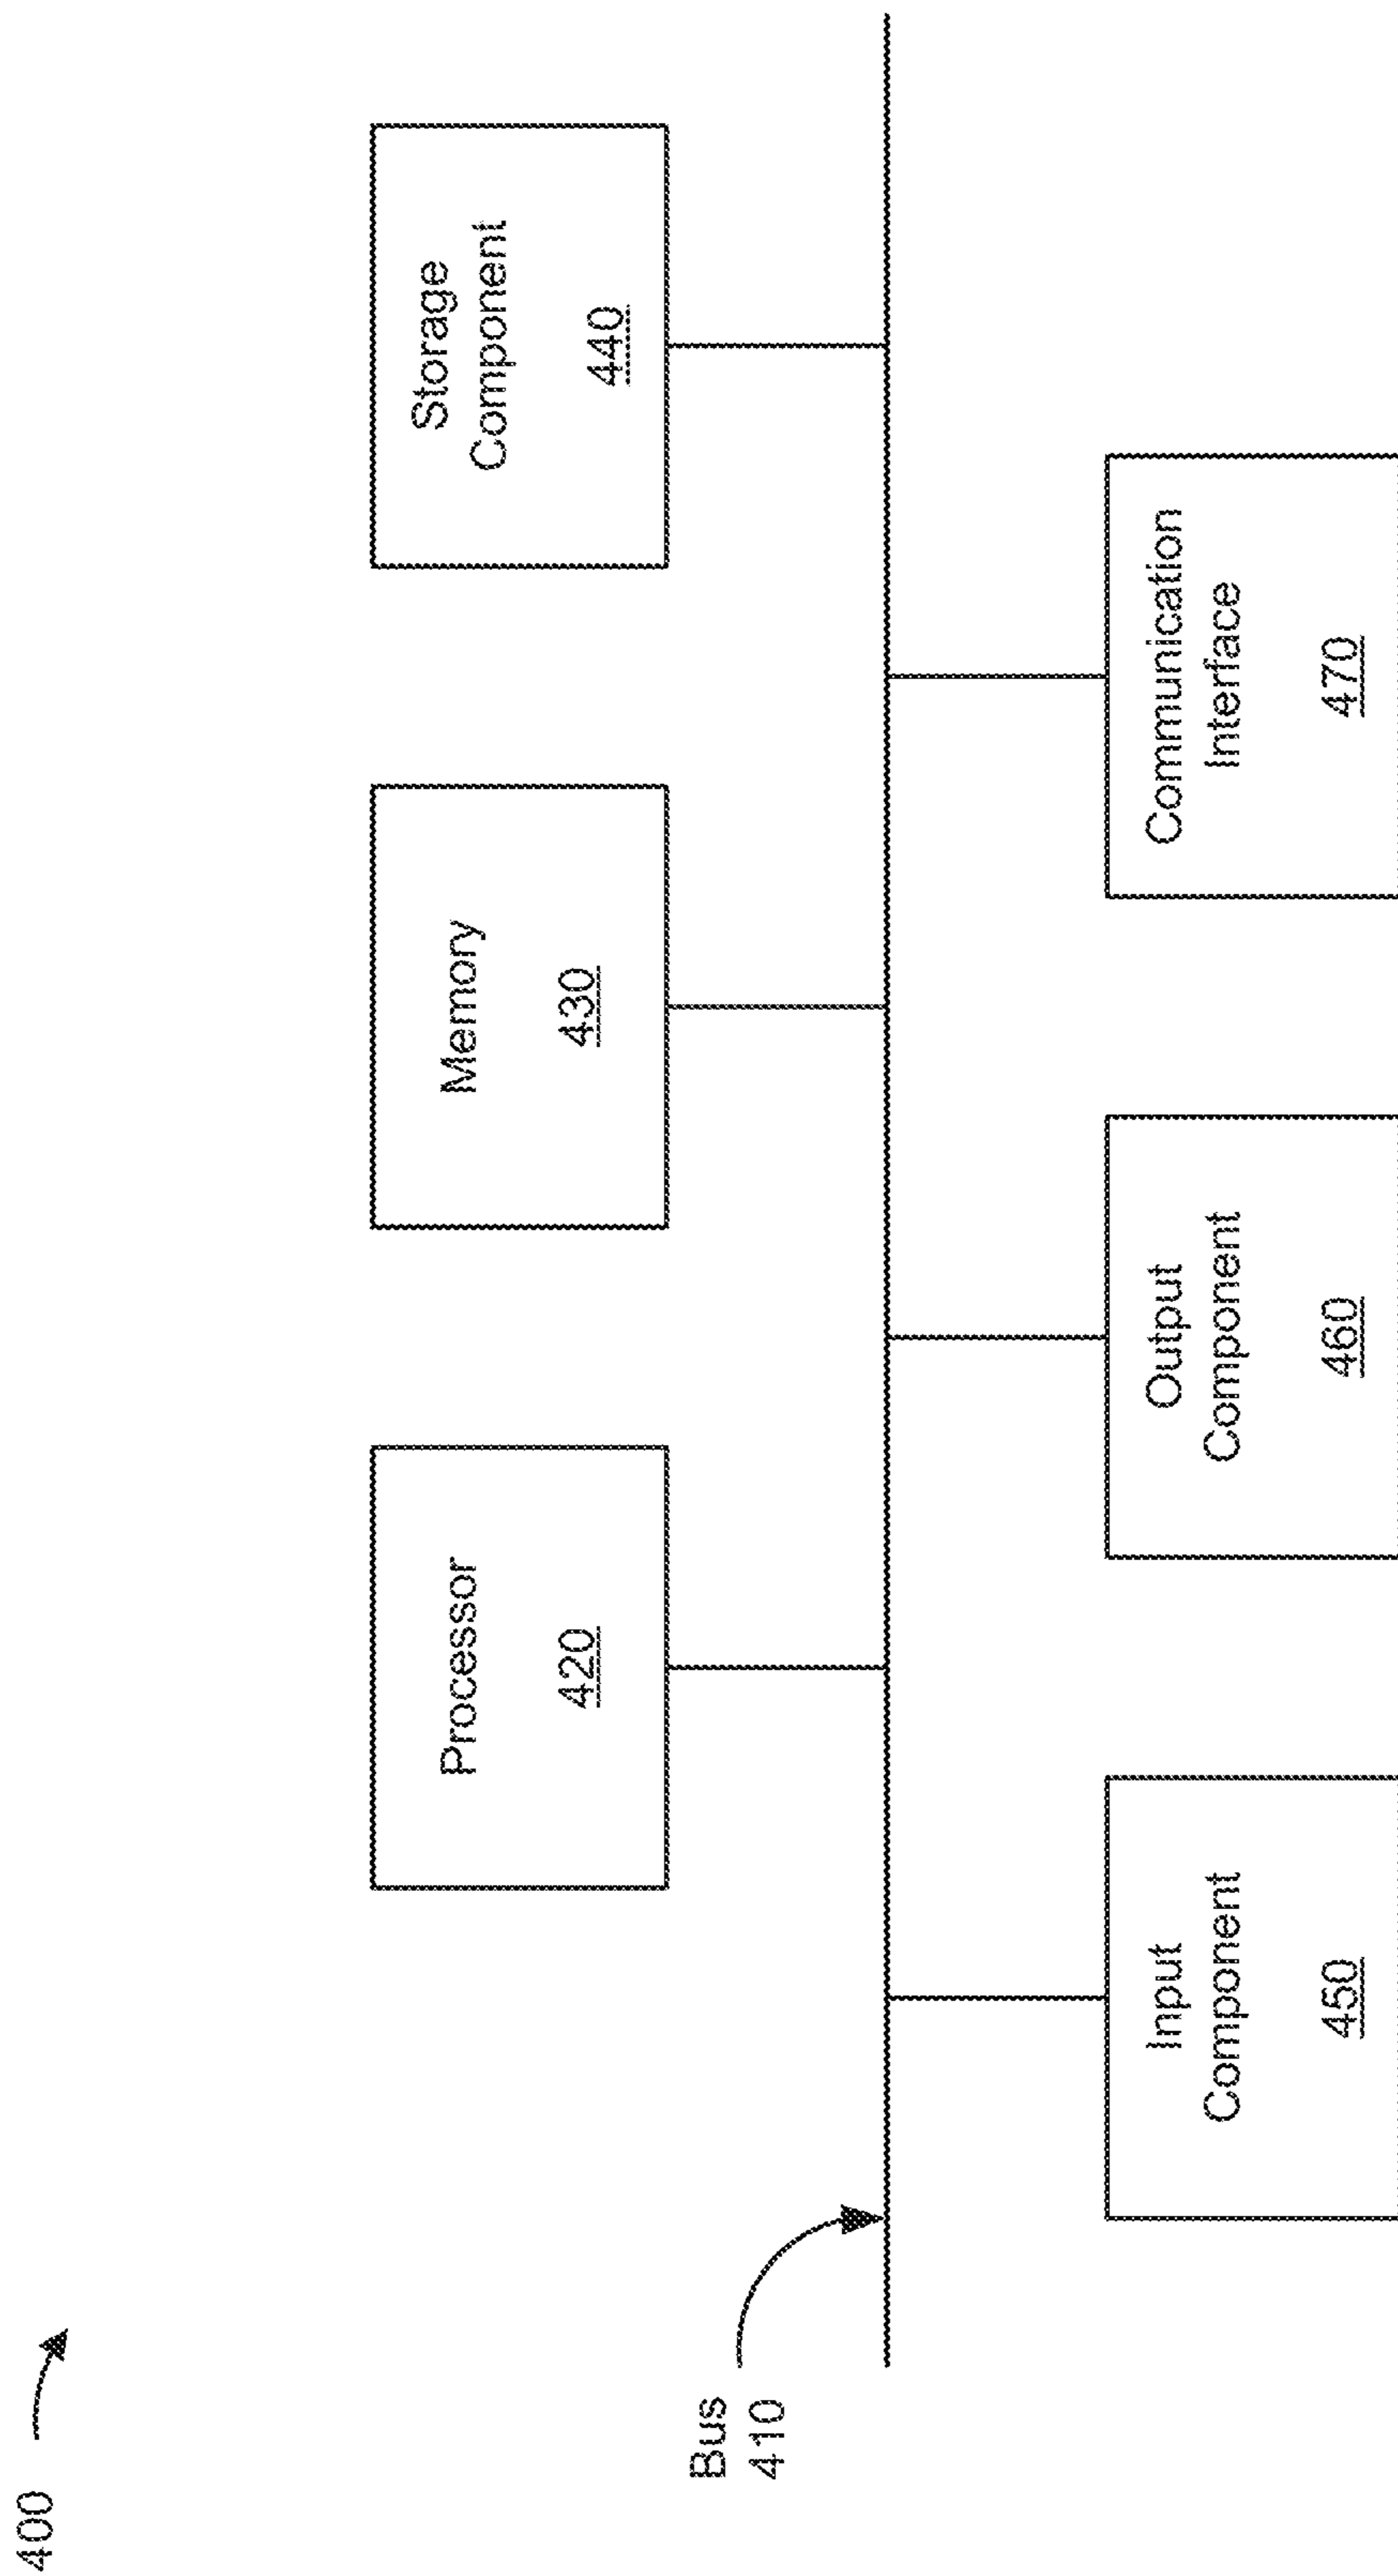 400
Processor
420
Memory
430
Storage
Component
440
Bus
410
Input
Component
450
Output
Component
460
Communication
Interface
470